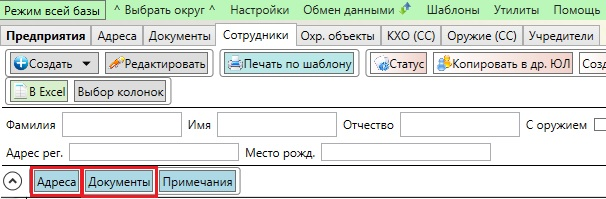 Режим всей базы ^ Выбрать округ ^ Настройки Обмен данными Шаблоны Утилиты Помощь
Предприятия Адреса Документы Сотрудники Охр. объекты КХО (СС) Оружие (СС) Учредители
Создать Редактировать Печать по шаблону Статус Копировать в др. ЮЛ Созд
В Excel Выбор колонок
Фамилия Имя Отчество С оружием
Адрес рег. Место рожд.
Адреса Документы Примечания